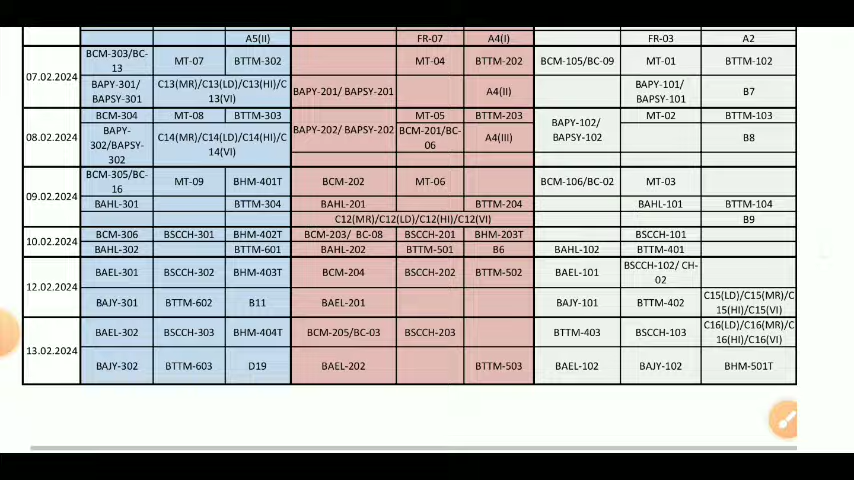 A5(II) FR-07 A4(I) FR-03 A2
07.02.2024
BCM-303/BC-
13
MT-07 BTTM-302 MT-04 BTTM-202 BCM-105/BC-09 MT-01 BTTM-102
BAPY-301/
BAPSY-301
C13(MR)/C13(LD)/C13(HI)/C
13(VI)
BAPY-201/ BAPSY-201 A4(II)
BAPY-101/
BAPSY-101
B7
08.02.2024
BCM-304 MT-08 BTTM-303
BAPY-202/ BAPSY-202
MT-05 BTTM-203
BAPY-102/
BAPSY-102
MT-02 BTTM-103
BAPY-
302/BAPSY-
302
C14(MR)/C14(LD)/C14(HI)/C
14(VI)
BCM-201/BC-
06
A4(III) B8
09.02.2024
BCM-305/BC-
16
MT-09 BHM-401T BCM-202 MT-06 BCM-106/BC-02 MT-03
BAHL-301 BTTM-304 BAHL-201 BTTM-204 BAHL-101 BTTM-104
C12(MR)/C12(LD)/C12(HI)/C12(VI) B9
10.02.2024
BCM-306 BSCCH-301 BHM-402T BCM-203/ BC-08 BSCCH-201 BHM-203T BSCCH-101
BAHL-302 BTTM-601 BAHL-202 BTTM-501 B6 BAHL-102 BTTM-401
12.02.2024
BAEL-301 BSCCH-302 BHM-403T BCM-204 BSCCH-202 BTTM-502 BAEL-101
BSCCH-102/ CH-
02
BAJY-301 BTTM-602 B11 BAEL-201 BAJY-101 BTTM-402
C15(LD)/C15(MR)/C
15(HI)/C15(VI)
13.02.2024
BAEL-302 BSCCH-303 BHM-404T BCM-205/BC-03 BSCCH-203 BTTM-403 BSCCH-103
C16(LD)/C16(MR)/C
16(HI)/C16(VI)
BAJY-302 BTTM-603 D19 BAEL-202 BTTM-503 BAEL-102 BAJY-102 BHM-501T